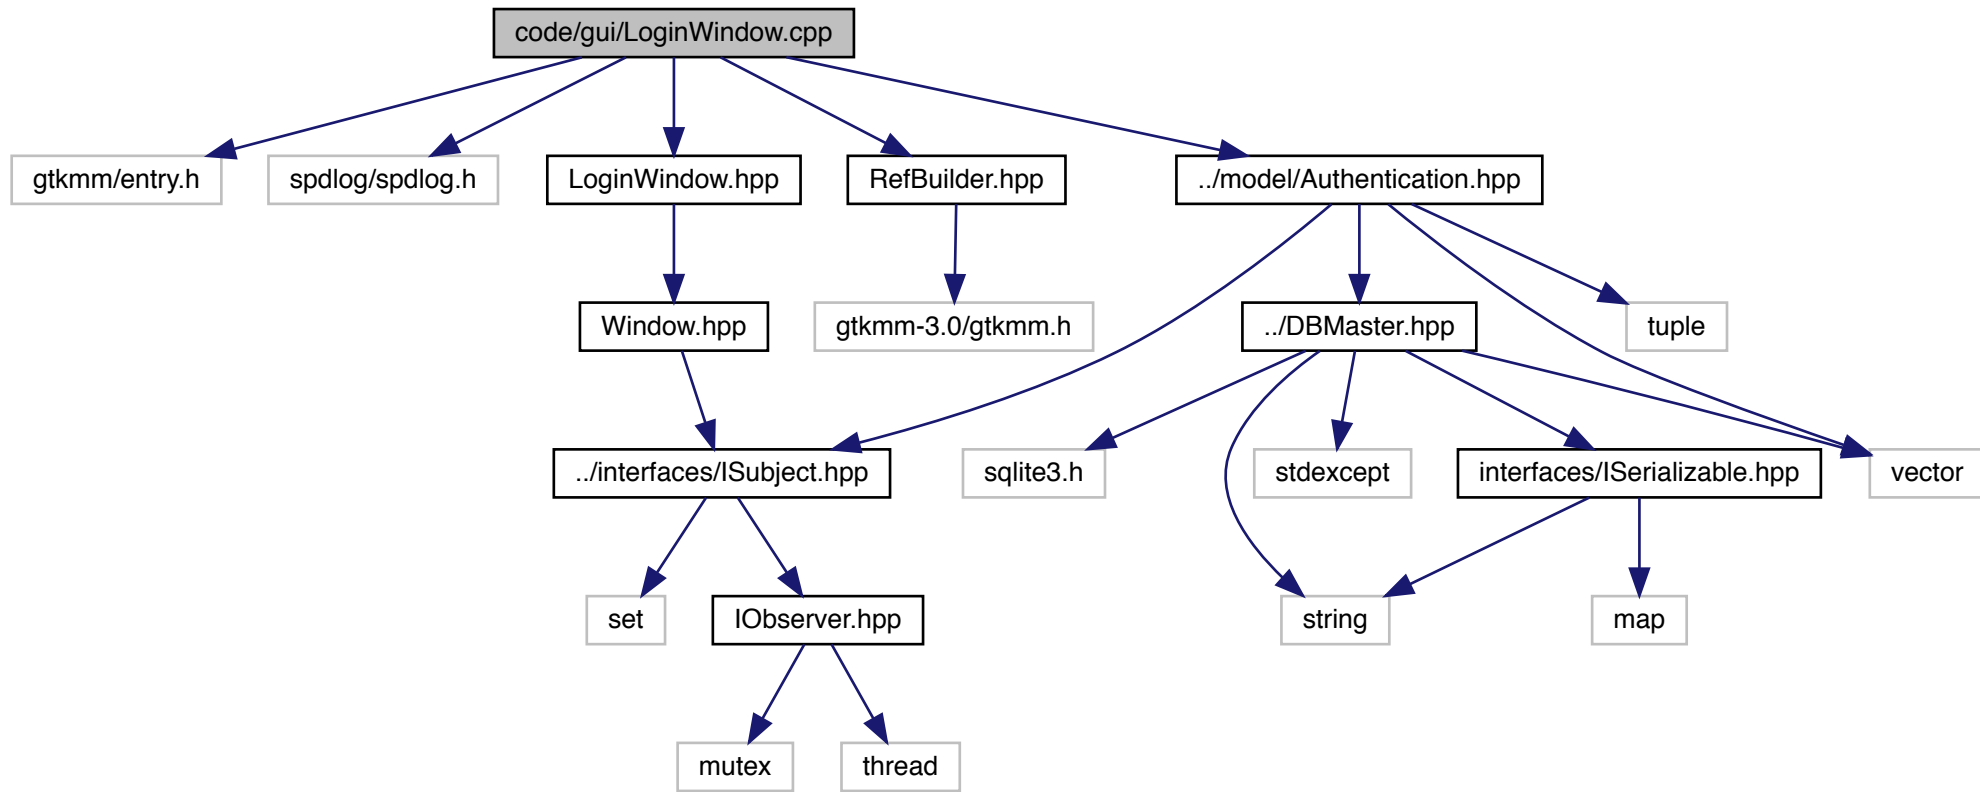 code/gui/LoginWindow.cpp
gtkmm/entry.h
spdlog/spdlog.h
LoginWindow.hpp
RefBuilder.hpp
../model/Authentication.hpp
Window.hpp
gtkmm-3.0/gtkmm.h
../DBMaster.hpp
tuple
../interfaces/ISubject.hpp
sqlite3.h
stdexcept
interfaces/ISerializable.hpp
vector
set
IObserver.hpp
string
map
mutex
thread